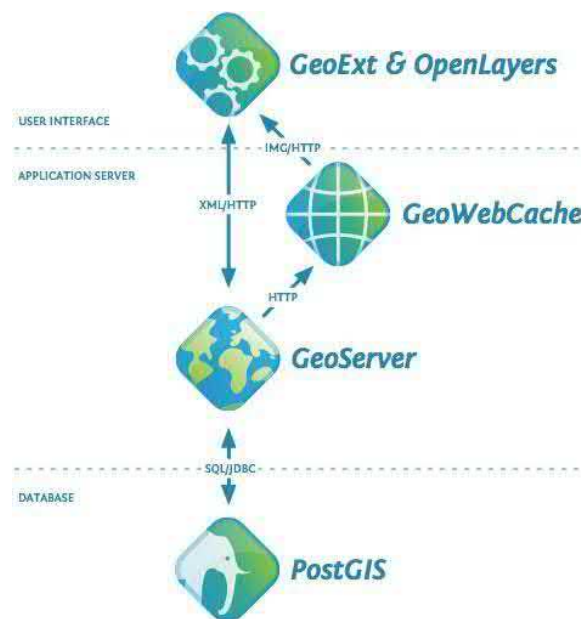 GeoExt & OpenLayers
USER INTERFACE
IMG/HTTP
APPLICATION SERVER
XML/HTTP
GeoWebCache
HTTP
GeoServer
SQL/JDBC
DATABASE
PostGIS